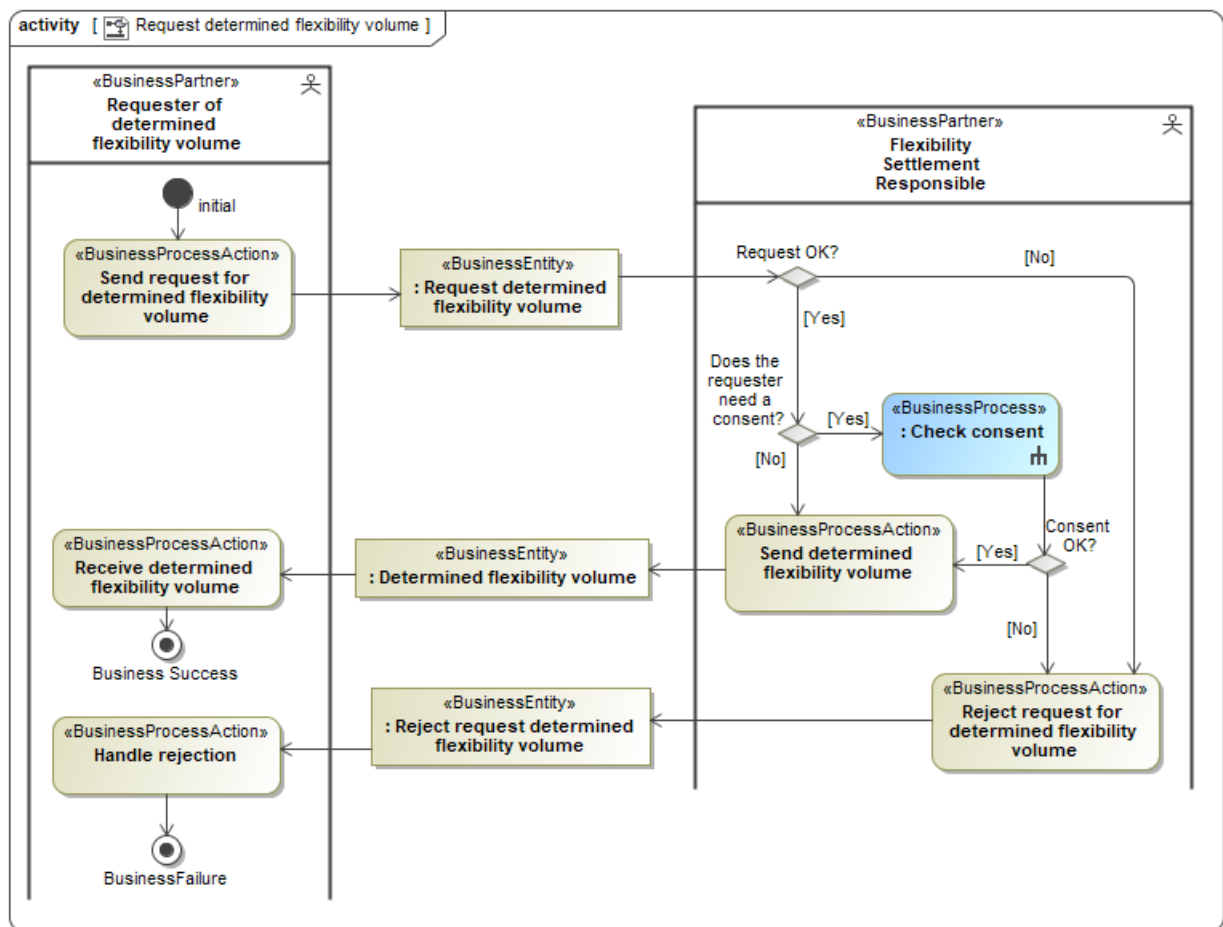 activity [ Request determined flexibility volume ]
«BusinessPartner»
Requester of
determined
flexibility volume
«BusinessPartner»
Flexibility
Settlement
Responsible
initial
«BusinessProcessAction»
Send request for
determined flexibility
volume
«BusinessEntity»
: Request determined
flexibility volume
Request OK?
[No]
[Yes]
Does the
requester
need a
consent?
[Yes]
[No]
«BusinessProcess»
: Check consent
Consent
OK?
[Yes]
[No]
«BusinessProcessAction»
Send determined
flexibility volume
«BusinessEntity»
: Determined flexibility volume
«BusinessProcessAction»
Receive determined
flexibility volume
Business Success
«BusinessProcessAction»
Reject request for
determined flexibility
volume
«BusinessEntity»
: Reject request determined
flexibility volume
«BusinessProcessAction»
Handle rejection
BusinessFailure